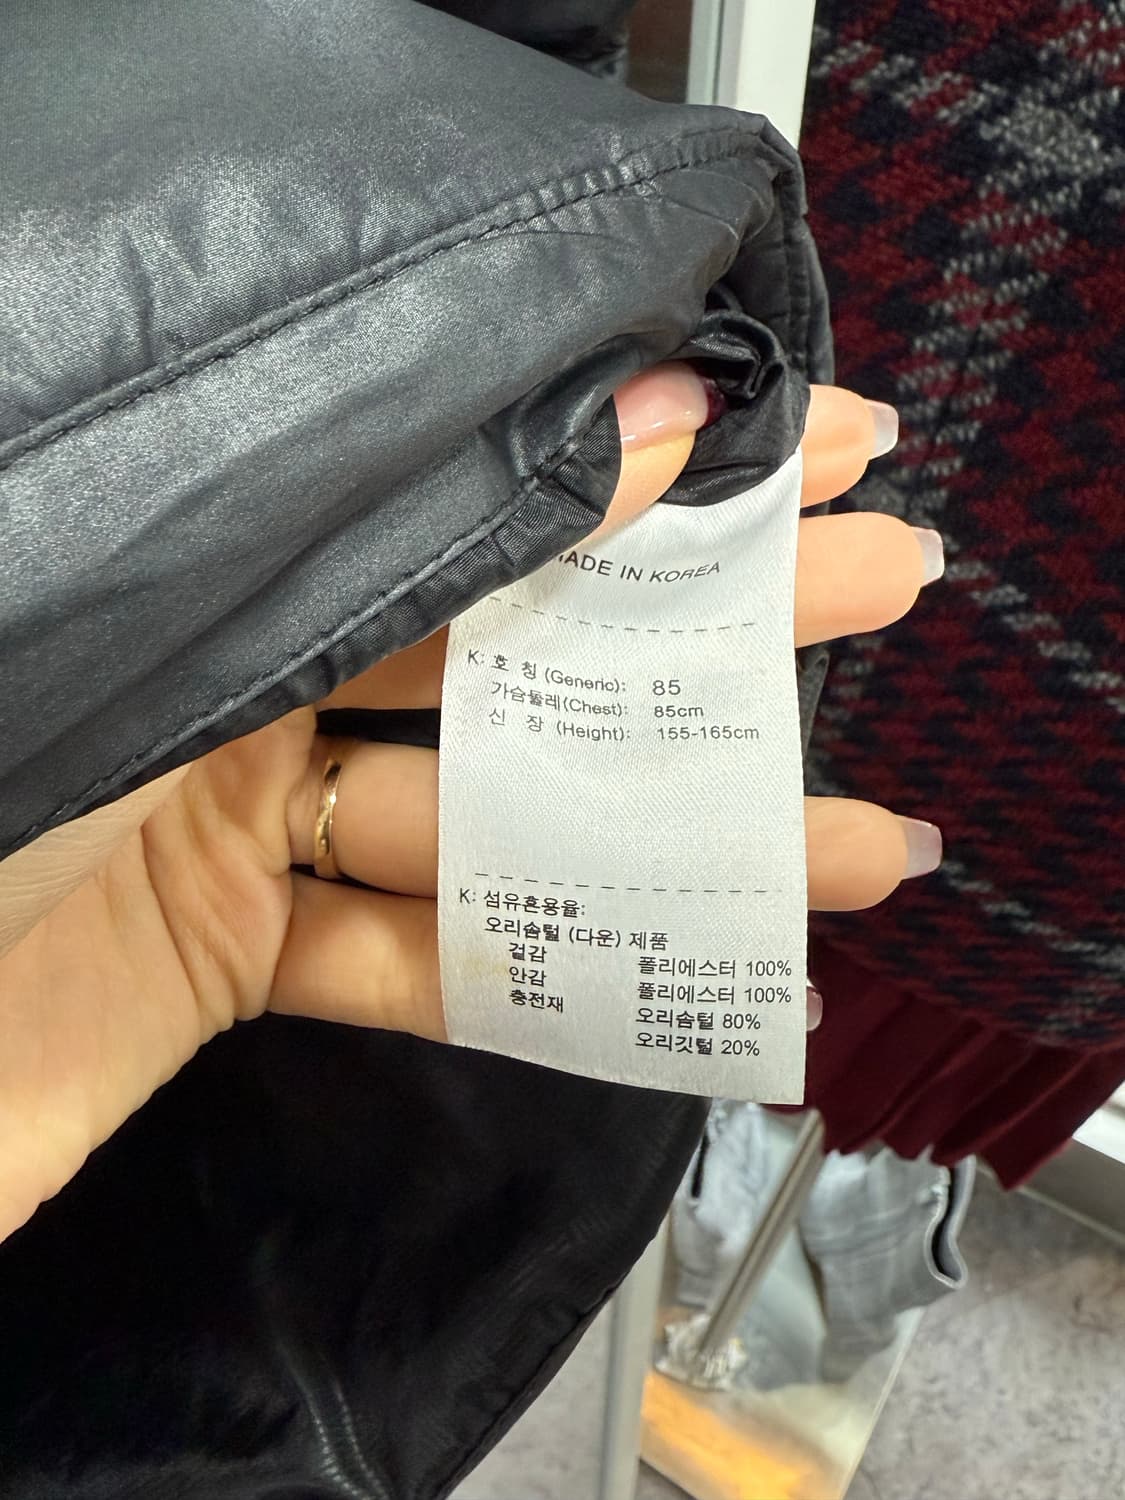 MADE IN KOREA
K: 호 칭 (Generic): 85
가슴둘레(Chest): 85cm
신 장 (Height): 155-165cm
K: 섬유혼용율:
오리솜털 (다운) 제품
겉감 폴리에스터 100%
안감 폴리에스터 100%
충전재 오리솜털 80%
오리깃털 20%